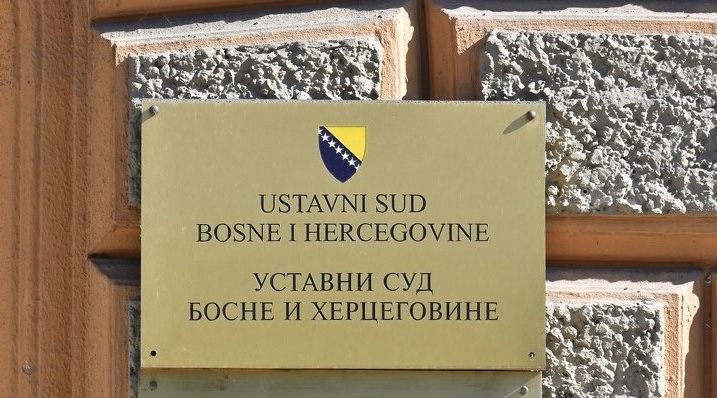 USTAVNI SUD
BOSNE I HERCEGOVINE
УСТАВНИ СУД
БОСНЕ И ХЕРЦЕГОВИНЕ